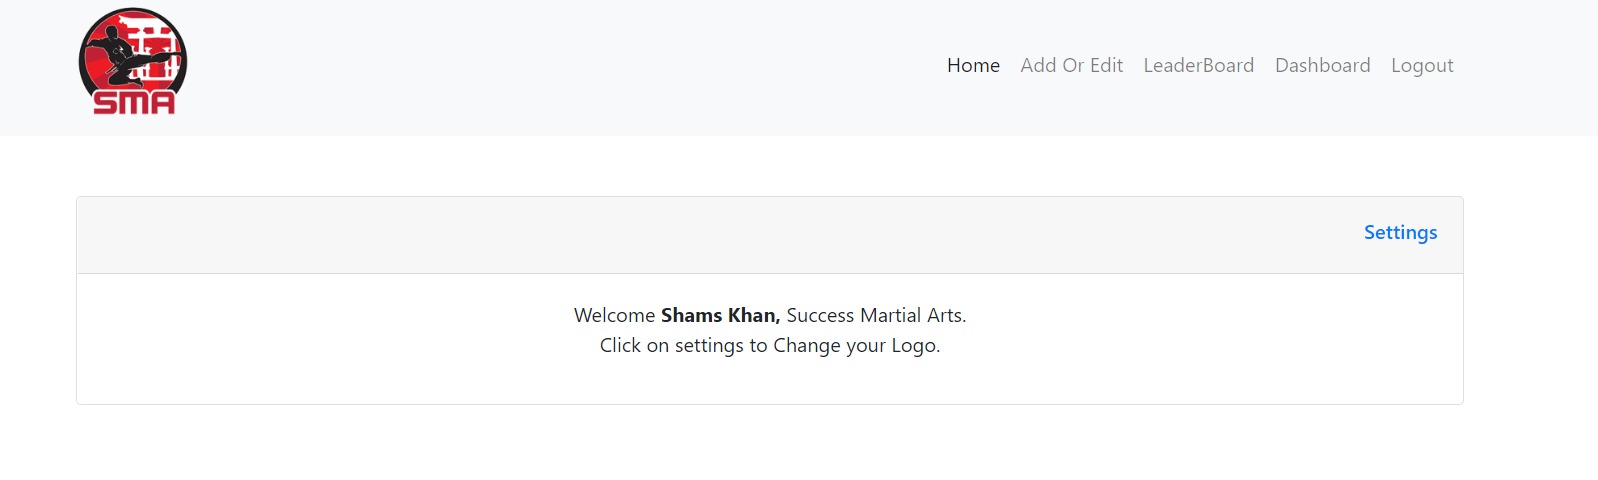 SMA
Home Add Or Edit LeaderBoard Dashboard Logout
Settings
Welcome Shams Khan, Success Martial Arts.
Click on settings to Change your Logo.